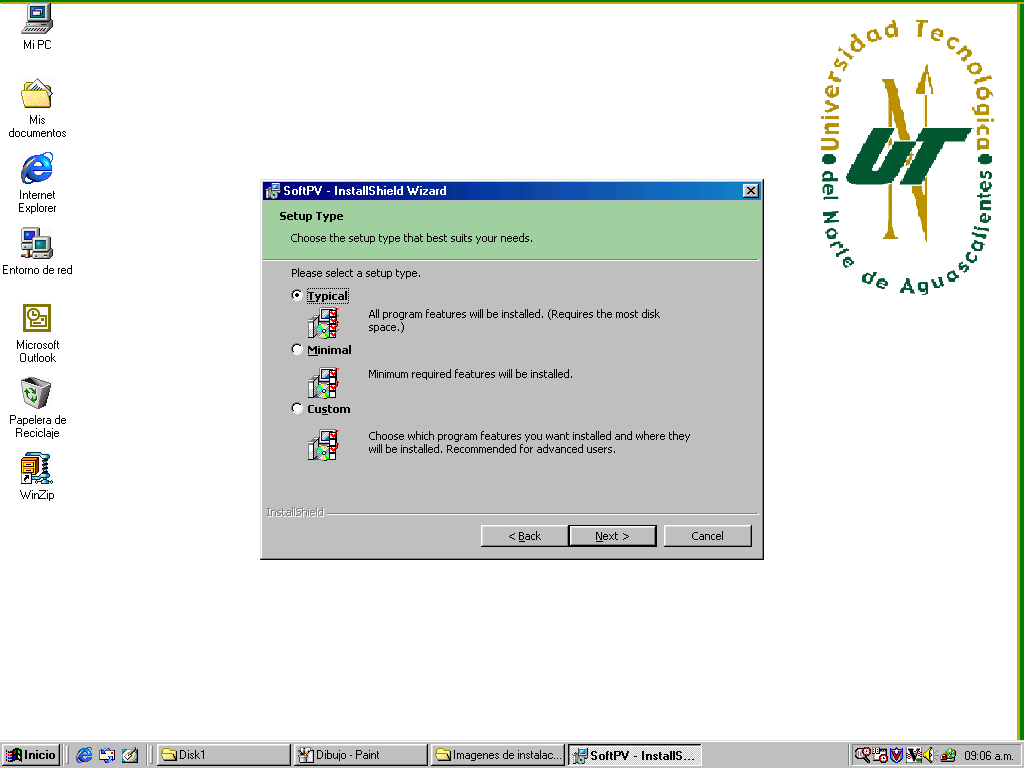 Mi PC
Mis
documentos
Internet
Explorer
Entorno de red
Microsoft
Outlook
Papelera de
Reciclaje
WinZip
Universidad Tecnológica
del Norte de Aguascalientes
UT
N
SoftPV - InstallShield Wizard
Setup Type
Choose the setup type that best suits your needs.
Please select a setup type.
Typical
All program features will be installed. (Requires the most disk
space.)
Minimal
Minimum required features will be installed.
Custom
Choose which program features you want installed and where they
will be installed. Recommended for advanced users.
InstallShield
< Back
Next >
Cancel
Inicio
Disk1
Dibujo - Paint
Imagenes de instalac...
SoftPV - InstallS...
09:06 a.m.